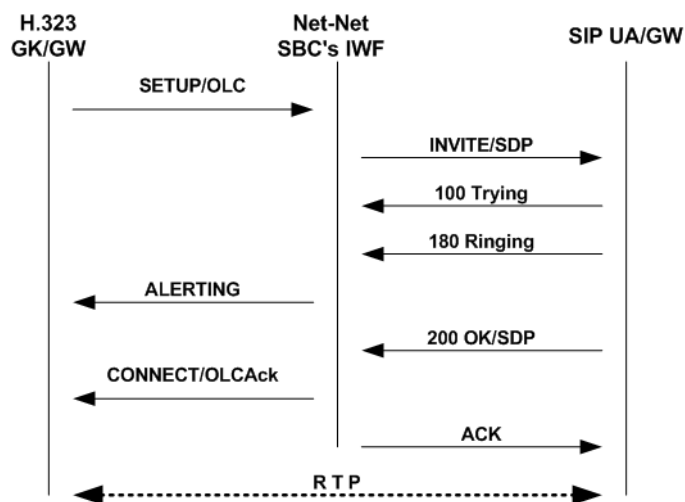 H.323
GK/GW
Net-Net
SBC's IWF
SIP UA/GW
SETUP/OLC
INVITE/SDP
100 Trying
180 Ringing
ALERTING
200 OK/SDP
CONNECT/OLCAck
ACK
R T P